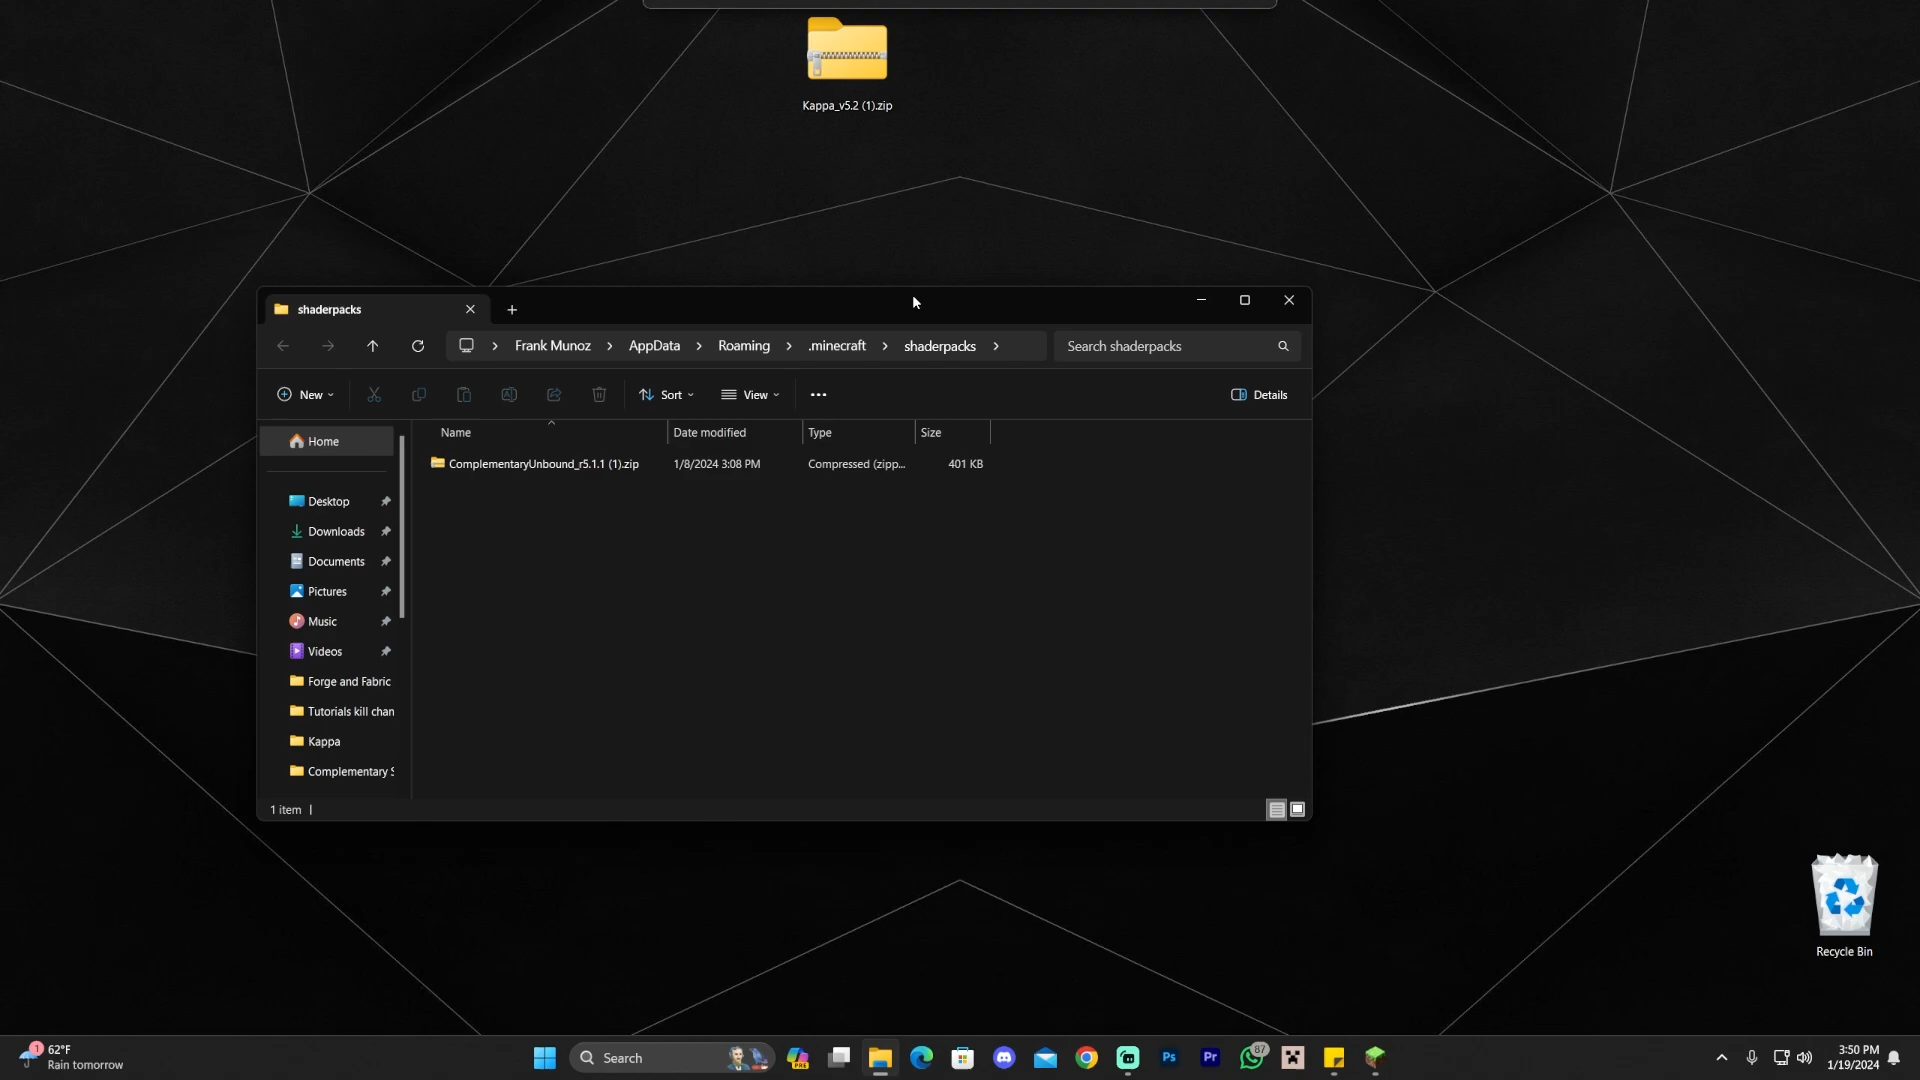 Kappa_v5.2 (1).zip
shaderpacks
Frank Munoz > AppData > Roaming > .minecraft > shaderpacks >
Search shaderpacks
New
Sort
View
Details
Name
Date modified
Type
Size
ComplementaryUnbound_r5.1.1 (1).zip
1/8/2024 3:08 PM
Compressed (zipp...
401 KB
Home
Desktop
Downloads
Documents
Pictures
Music
Videos
Forge and Fabric
Tutorials kill chan
Kappa
Complementary S
1 item
Recycle Bin
1
62°F
Rain tomorrow
Search
PRE
Ps
Pr
87
3:50 PM
1/19/2024